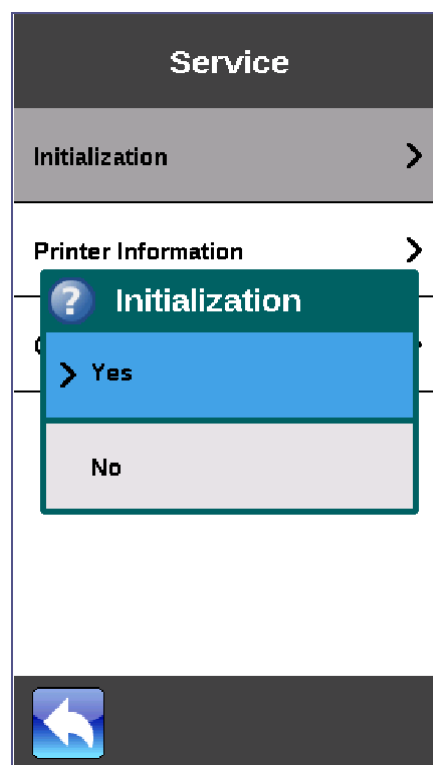 Service
Initialization
Printer Information
Initialization
Yes
No